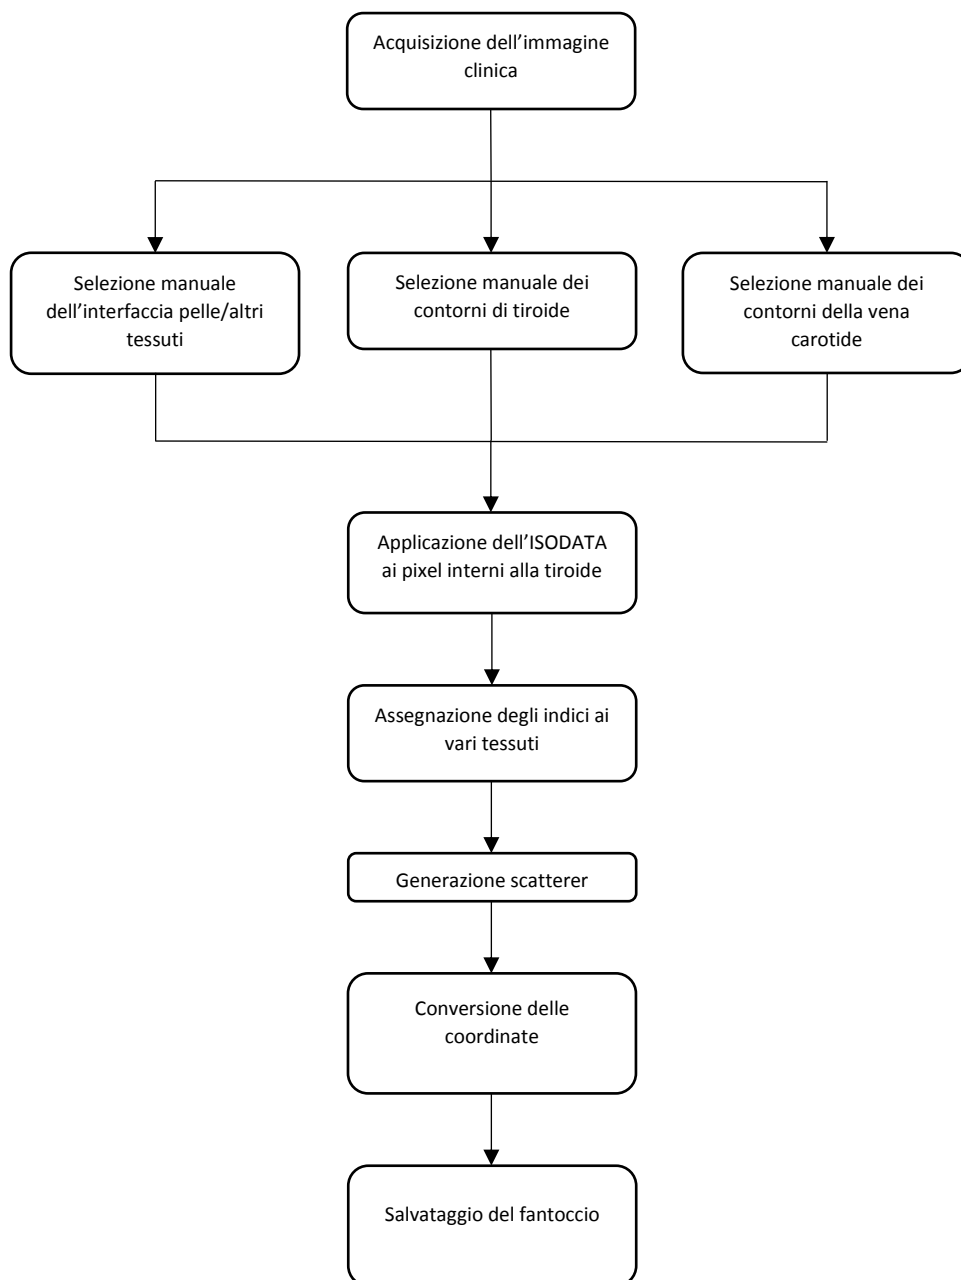 Acquisizione dell’immagine
clinica
Selezione manuale
dell’interfaccia pelle/altri
tessuti
Selezione manuale dei
contorni di tiroide
Selezione manuale dei
contorni della vena
carotide
Applicazione dell’ISODATA
ai pixel interni alla tiroide
Assegnazione degli indici ai
vari tessuti
Generazione scatterer
Conversione delle
coordinate
Salvataggio del fantoccio